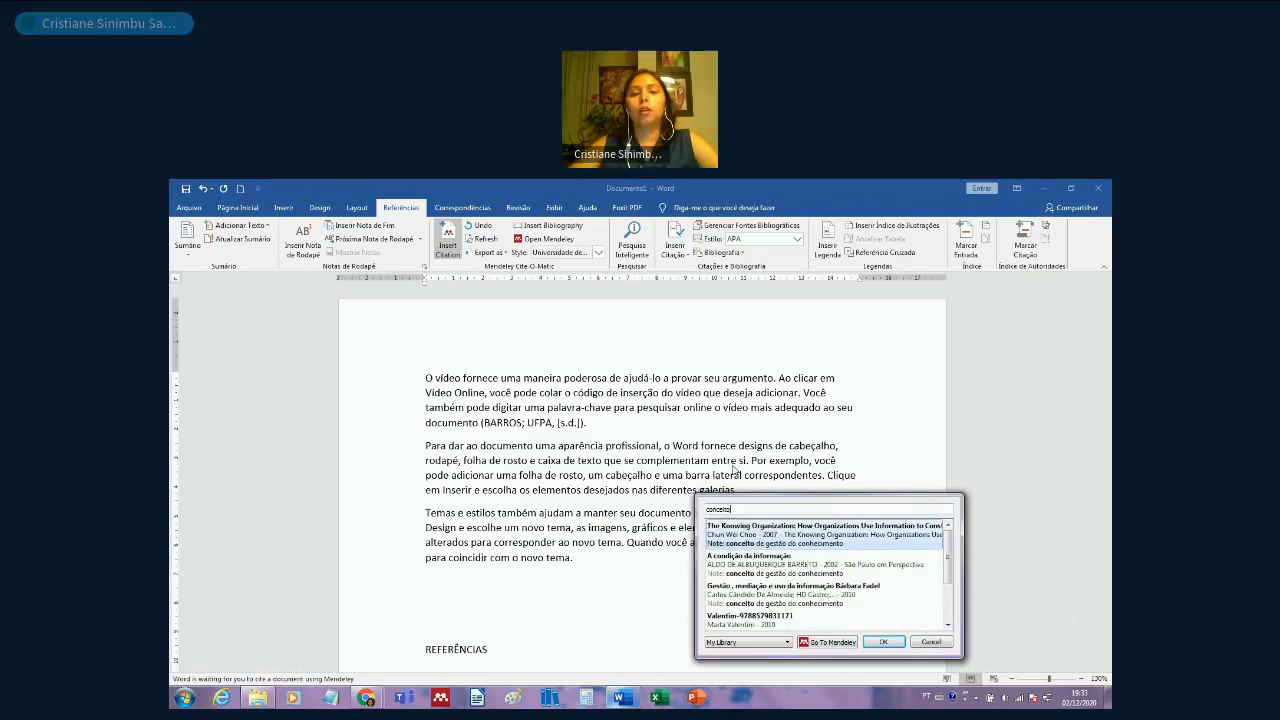 Cristiane Sinimbu Sa...
Cristiane Sinimbu...
Documento1 - Word
Entrar
Arquivo Página Inicial Inserir Design Layout Referências Correspondências Revisão Exibir Ajuda Foxit PDF Diga-me o que você deseja fazer Compartilhar
Sumário
Adicionar Texto
Atualizar Sumário
Sumário
Inserir Nota de Rodapé
Inserir Nota de Fim
Próxima Nota de Rodapé
Mostrar Notas
Notas de Rodapé
Insert Citation
Undo
Refresh
Export as
Insert Bibliography
Open Mendeley
Style: Universidade de...
Mendeley Cite-O-Matic
Pesquisa Inteligente
Pesquisar
Inserir Citação
Gerenciar Fontes Bibliográficas
Estilo: APA
Bibliografia
Citações e Bibliografia
Inserir Legenda
Inserir Índice de Ilustrações
Atualizar Tabela
Referência Cruzada
Legendas
Marcar Entrada
Índice
Marcar Citação
Índice de Autoridades
O vídeo fornece uma maneira poderosa de ajudá-lo a provar seu argumento. Ao clicar em
Vídeo Online, você pode colar o código de inserção do vídeo que deseja adicionar. Você
também pode digitar uma palavra-chave para pesquisar online o vídeo mais adequado ao seu
documento (BARROS; UFPA, [s.d.]).
Para dar ao documento uma aparência profissional, o Word fornece designs de cabeçalho,
rodapé, folha de rosto e caixa de texto que se complementam entre si. Por exemplo, você
pode adicionar uma folha de rosto, um cabeçalho e uma barra lateral correspondentes. Clique
em Inserir e escolha os elementos desejados nas diferentes galerias.
Temas e estilos também ajudam a manter seu documento
Design e escolhe um novo tema, as imagens, gráficos e
alterados para corresponder ao novo tema. Quando você
para coincidir com o novo tema.
REFERÊNCIAS
conceito
The Knowing Organization: How Organizations Use Information to Cons
Chun Wei Choo - 2007 - The Knowing Organization: How Organizations Use
Note: conceito de gestão do conhecimento
A condição da informação
ALDO DE ALBUQUERQUE BARRETO - 2002 - São Paulo em Perspectiva
Note: conceito de gestão do conhecimento
Gestão , mediação e uso da informação Bárbara Fadel
Carlos Cândido De Almeida; HD Castro;... - 2010
Note: conceito de gestão do conhecimento
Valentim-9788579831171
Marta Valentim - 2010
My Library Go To Mendeley OK Cancel
Word is waiting for you to cite a document using Mendeley
130%
PT
19:33
02/12/2020